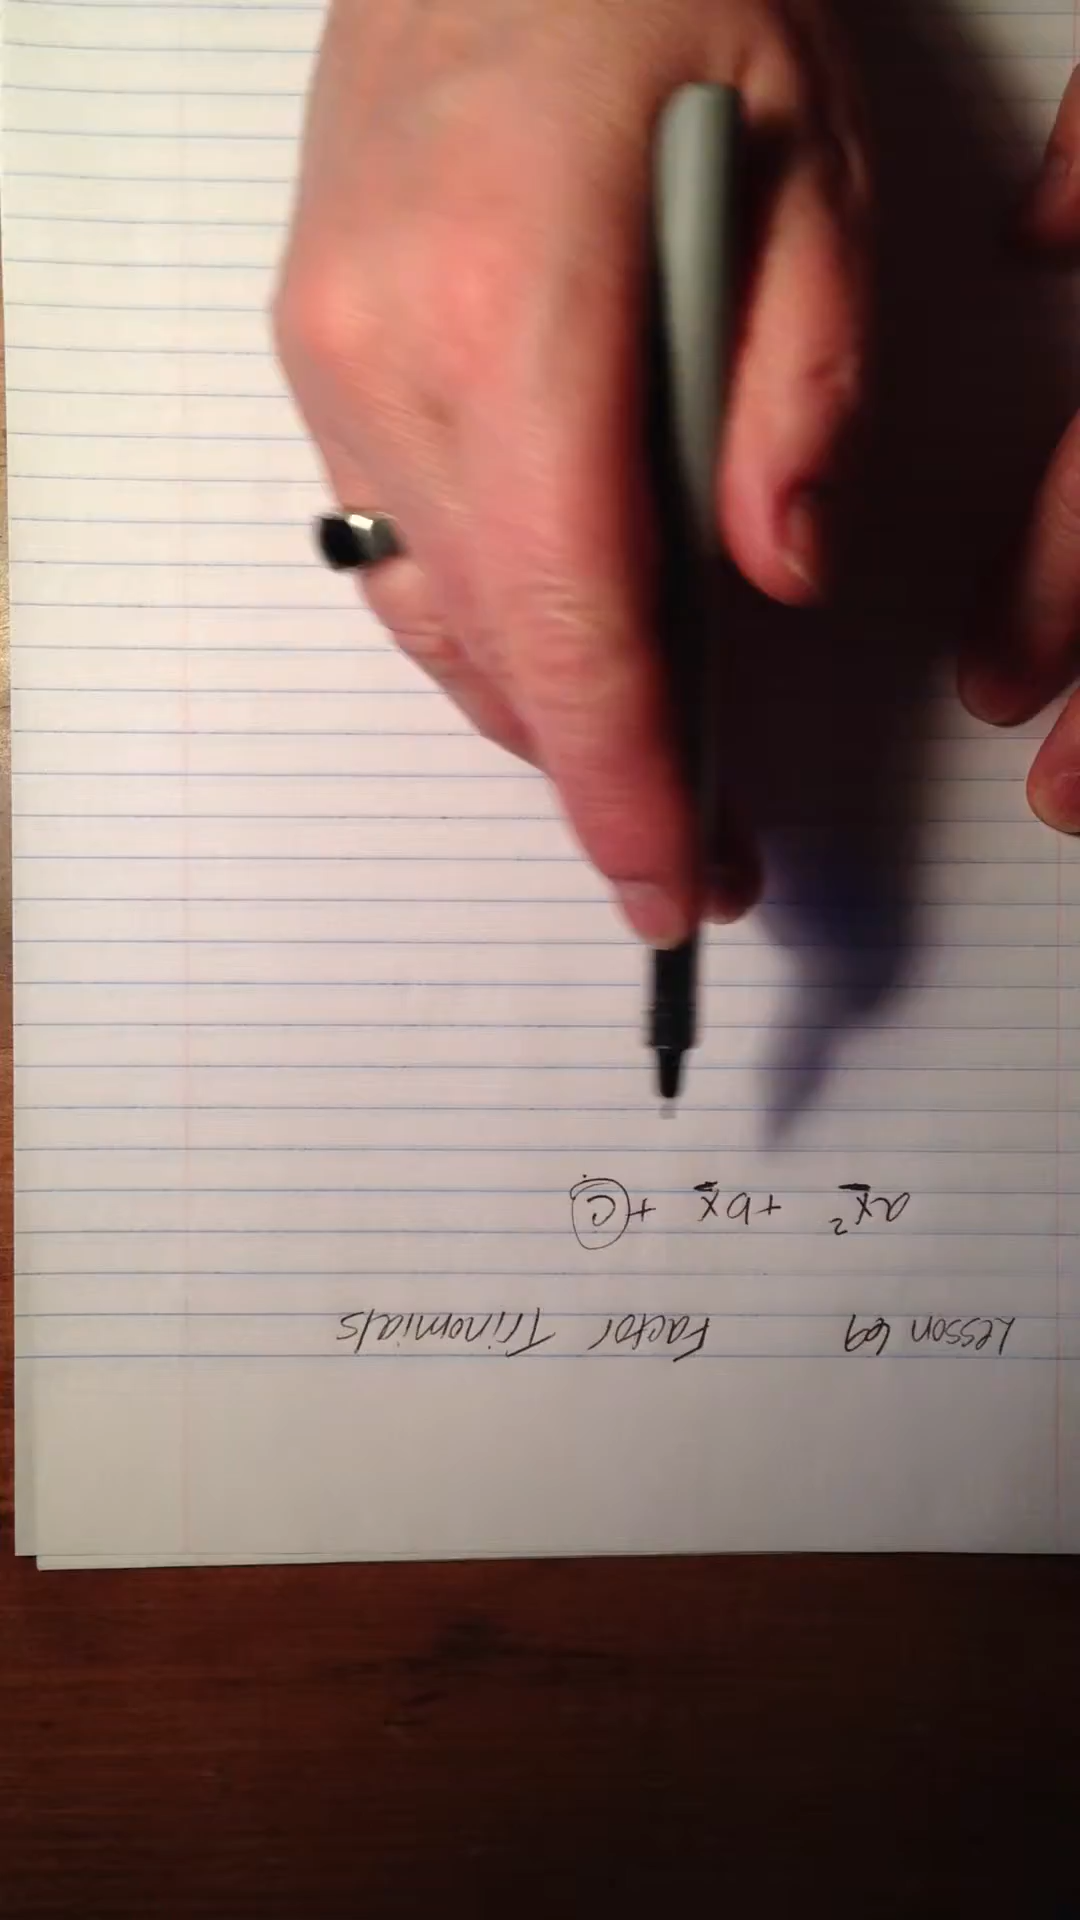 Lesson 69 Factor Trinomials
ax² + bx + c